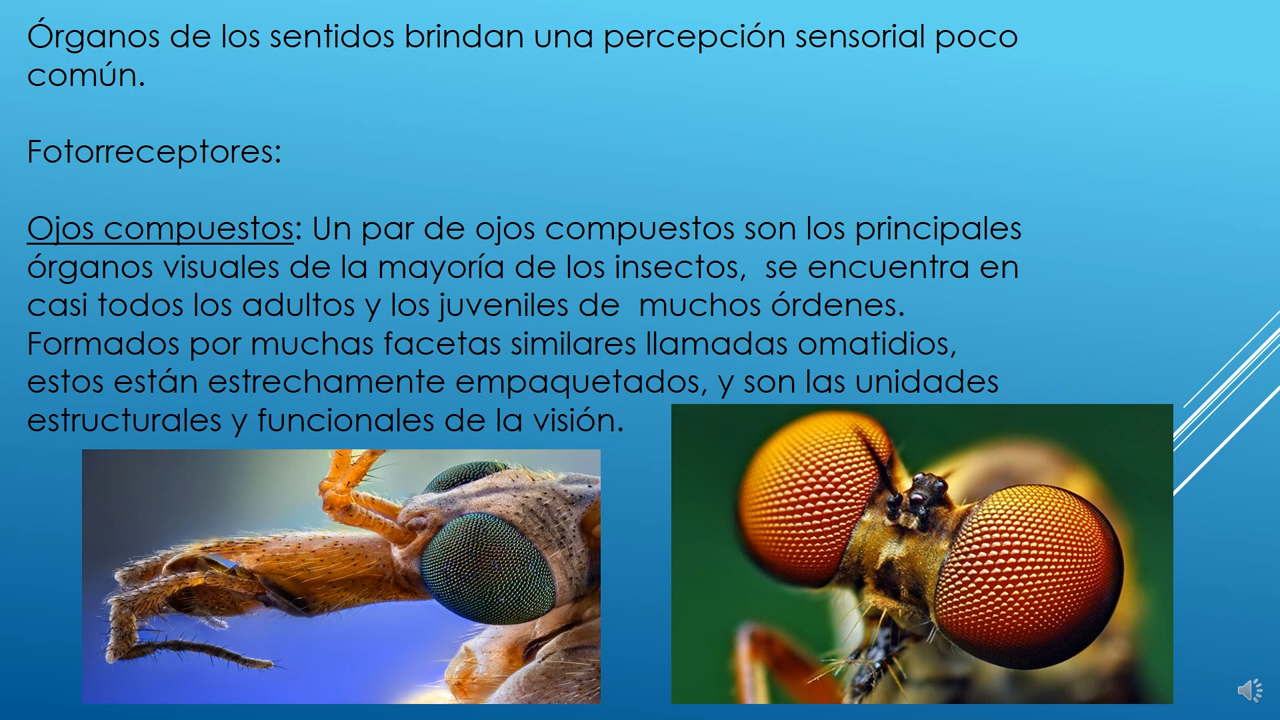 Órganos de los sentidos brindan una percepción sensorial poco
común.
Fotorreceptores:
Ojos compuestos: Un par de ojos compuestos son los principales
órganos visuales de la mayoría de los insectos,  se encuentra en
casi todos los adultos y los juveniles de  muchos órdenes.
Formados por muchas facetas similares llamadas omatidios,
estos están estrechamente empaquetados, y son las unidades
estructurales y funcionales de la visión.